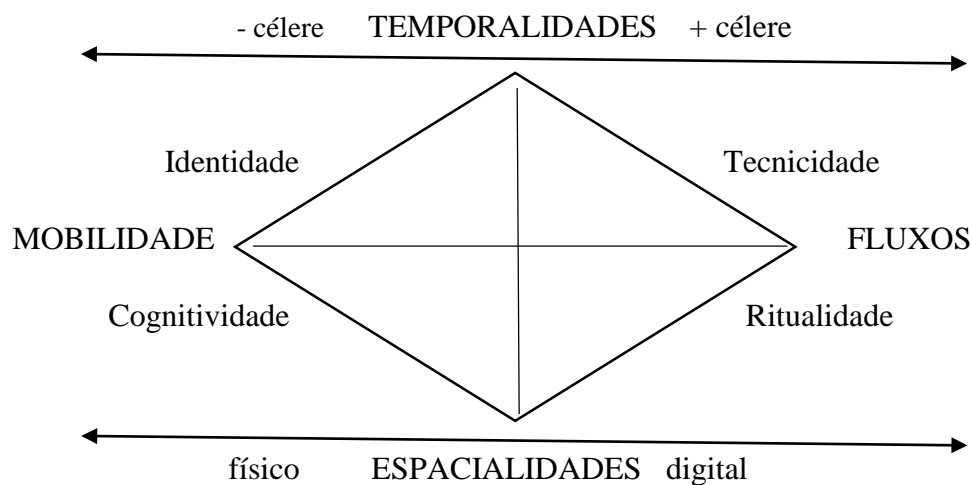 - célere TEMPORALIDADES + célere
Identidade Tecnicidade
MOBILIDADE FLUXOS
Cognitividade Ritualidade
físico ESPACIALIDADES digital